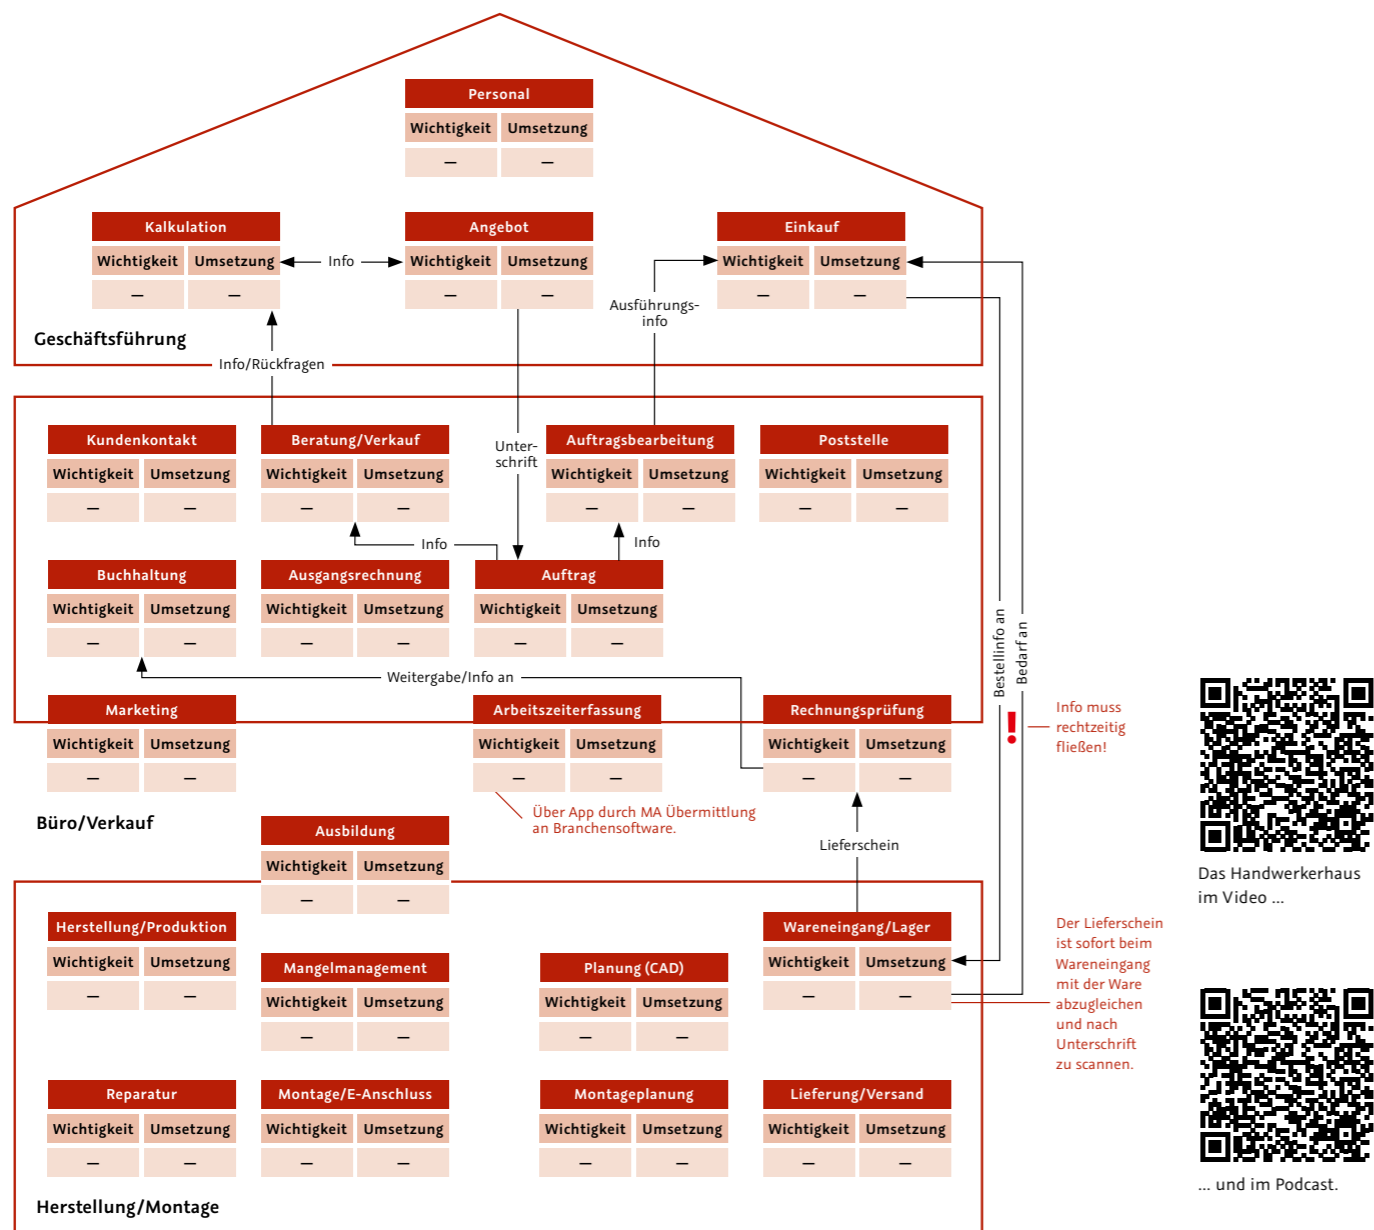 Personal
Wichtigkeit Umsetzung
– –
Kalkulation
Wichtigkeit Umsetzung
– –
Info
Angebot
Wichtigkeit Umsetzung
– –
Einkauf
Wichtigkeit Umsetzung
– –
Ausführungs-
info
Geschäftsführung
Info/Rückfragen
Kundenkontakt
Wichtigkeit Umsetzung
– –
Beratung/Verkauf
Wichtigkeit Umsetzung
– –
Unter-
schrift
Auftragsbearbeitung
Wichtigkeit Umsetzung
– –
Poststelle
Wichtigkeit Umsetzung
– –
Info
Info
Buchhaltung
Wichtigkeit Umsetzung
– –
Ausgangsrechnung
Wichtigkeit Umsetzung
– –
Auftrag
Wichtigkeit Umsetzung
– –
Bestellinfo an
Bedarf an
Weitergabe/Info an
Marketing
Wichtigkeit Umsetzung
– –
Arbeitszeiterfassung
Wichtigkeit Umsetzung
– –
Rechnungsprüfung
Wichtigkeit Umsetzung
– –
!
Info muss
rechtzeitig
fließen!
Über App durch MA Übermittlung
an Branchensoftware.
Büro/Verkauf
Ausbildung
Wichtigkeit Umsetzung
– –
Lieferschein
Das Handwerkerhaus
im Video ...
Herstellung/Produktion
Wichtigkeit Umsetzung
– –
Mangelmanagement
Wichtigkeit Umsetzung
– –
Planung (CAD)
Wichtigkeit Umsetzung
– –
Wareneingang/Lager
Wichtigkeit Umsetzung
– –
Der Lieferschein
ist sofort beim
Wareneingang
mit der Ware
abzugleichen
und nach
Unterschrift
zu scannen.
Reparatur
Wichtigkeit Umsetzung
– –
Montage/E-Anschluss
Wichtigkeit Umsetzung
– –
Montageplanung
Wichtigkeit Umsetzung
– –
Lieferung/Versand
Wichtigkeit Umsetzung
– –
... und im Podcast.
Herstellung/Montage